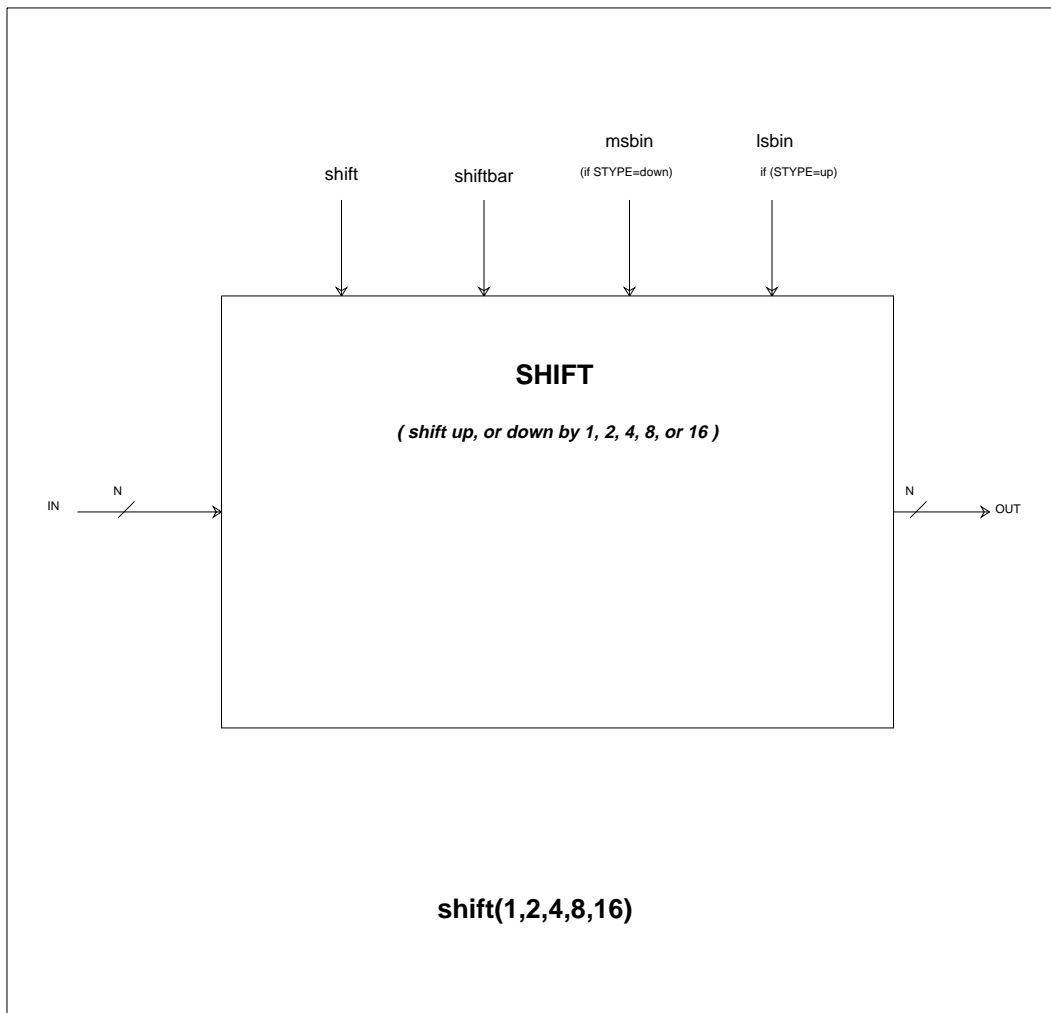 msbin lsbin
shift shiftbar (if STYPE=down) if (STYPE=up)
SHIFT
( shift up, or down by 1, 2, 4, 8, or 16 )
N N
IN OUT
shift(1,2,4,8,16)